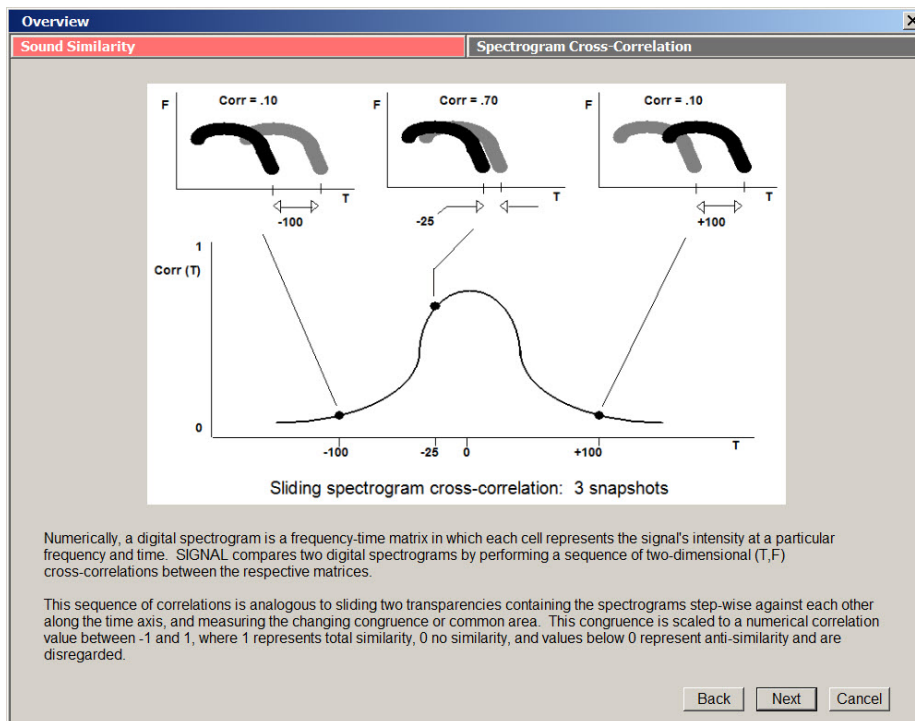 Overview
Sound Similarity
Spectrogram Cross-Correlation
F
Corr = .10
T
-100
F
Corr = .70
T
-25
F
Corr = .10
T
+100
1
Corr (T)
0
-100
-25
0
+100
T
Sliding spectrogram cross-correlation: 3 snapshots
Numerically, a digital spectrogram is a frequency-time matrix in which each cell represents the signal's intensity at a particular
frequency and time. SIGNAL compares two digital spectrograms by performing a sequence of two-dimensional (T,F)
cross-correlations between the respective matrices.
This sequence of correlations is analogous to sliding two transparencies containing the spectrograms step-wise against each other
along the time axis, and measuring the changing congruence or common area. This congruence is scaled to a numerical correlation
value between -1 and 1, where 1 represents total similarity, 0 no similarity, and values below 0 represent anti-similarity and are
disregarded.
Back
Next
Cancel